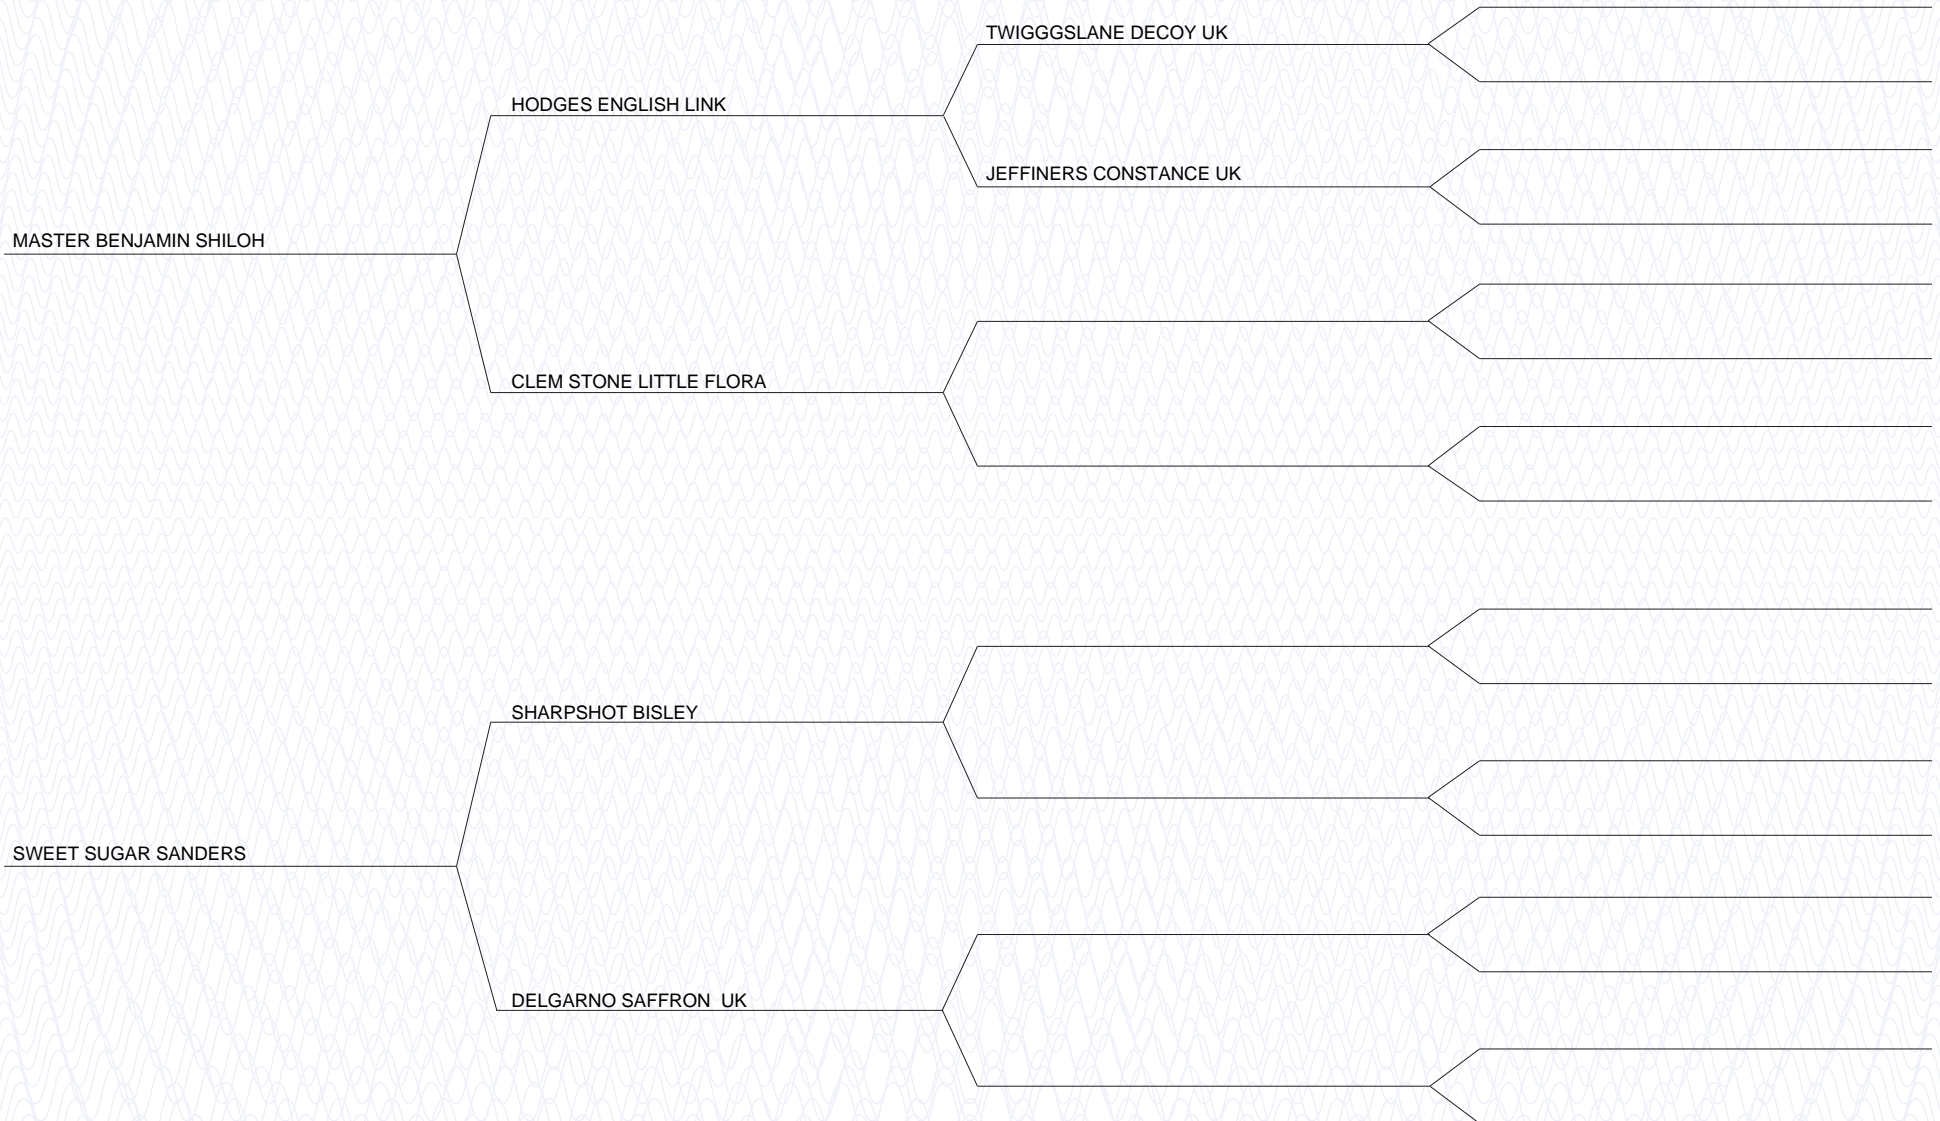 TWIGGGSLANE DECOY UK
HODGES ENGLISH LINK
JEFFINERS CONSTANCE UK
MASTER BENJAMIN SHILOH
CLEM STONE LITTLE FLORA
SHARPSHOT BISLEY
SWEET SUGAR SANDERS
DELGARNO SAFFRON  UK